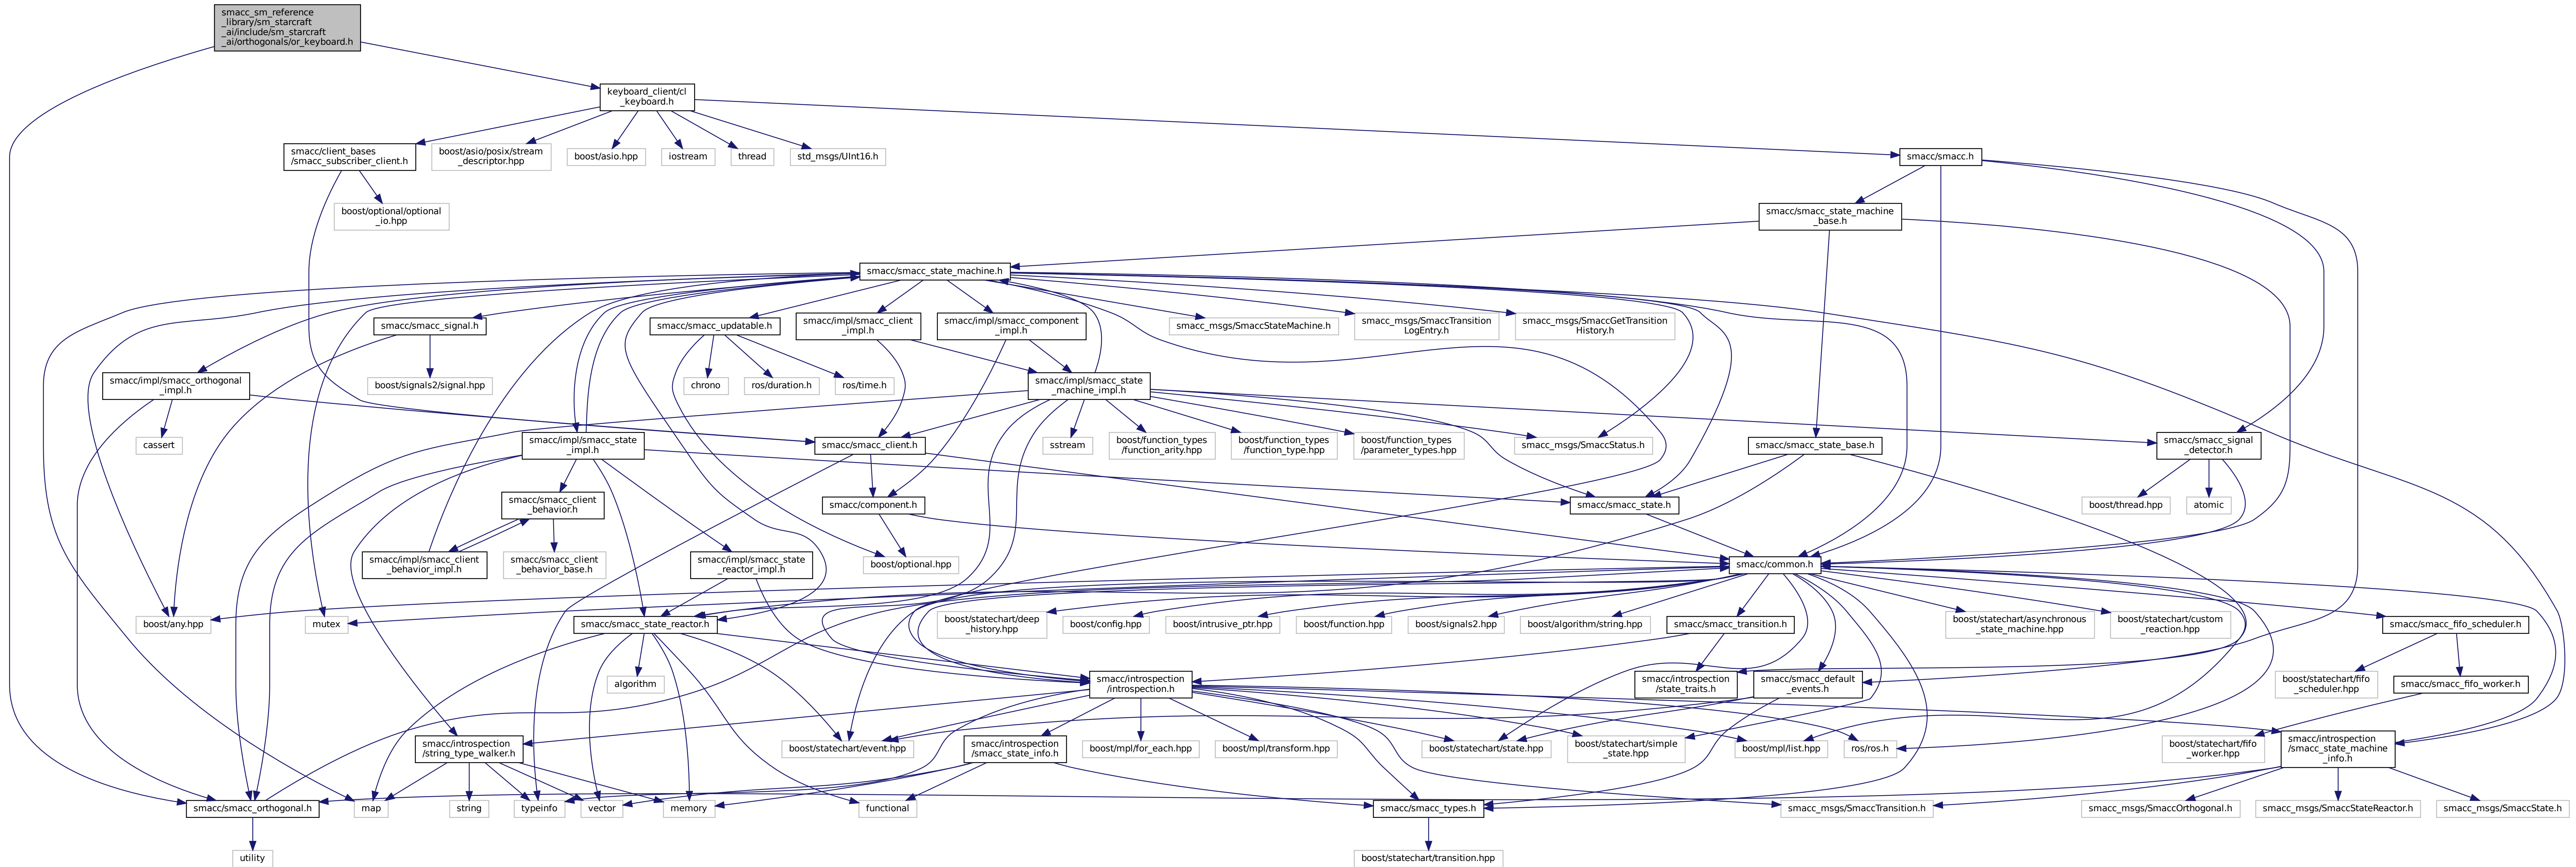 smacc_sm_reference
_library/sm_starcraft
_ai/include/sm_starcraft
_ai/orthogonals/or_keyboard.h
keyboard_client/cl
_keyboard.h
smacc/client_bases
/smacc_subscriber_client.h
boost/asio/posix/stream
_descriptor.hpp
boost/asio.hpp
iostream
thread
std_msgs/UInt16.h
smacc/smacc.h
boost/optional/optional
_io.hpp
smacc/smacc_state_machine
_base.h
smacc/smacc_state_machine.h
smacc/smacc_signal.h
smacc/smacc_updatable.h
smacc/impl/smacc_client
_impl.h
smacc/impl/smacc_component
_impl.h
smacc_msgs/SmaccStateMachine.h
smacc_msgs/SmaccTransition
LogEntry.h
smacc_msgs/SmaccGetTransition
History.h
smacc/impl/smacc_orthogonal
_impl.h
boost/signals2/signal.hpp
chrono
ros/duration.h
ros/time.h
smacc/impl/smacc_state
_machine_impl.h
cassert
smacc/impl/smacc_state
_impl.h
smacc/smacc_client.h
sstream
boost/function_types
/function_arity.hpp
boost/function_types
/function_type.hpp
boost/function_types
/parameter_types.hpp
smacc_msgs/SmaccStatus.h
smacc/smacc_state_base.h
smacc/smacc_signal
_detector.h
smacc/smacc_client
_behavior.h
smacc/component.h
smacc/smacc_state.h
boost/thread.hpp
atomic
smacc/impl/smacc_client
_behavior_impl.h
smacc/smacc_client
_behavior_base.h
smacc/impl/smacc_state
_reactor_impl.h
boost/optional.hpp
smacc/common.h
boost/any.hpp
mutex
smacc/smacc_state_reactor.h
boost/statechart/deep
_history.hpp
boost/config.hpp
boost/intrusive_ptr.hpp
boost/function.hpp
boost/signals2.hpp
boost/algorithm/string.hpp
smacc/smacc_transition.h
boost/statechart/asynchronous
_state_machine.hpp
boost/statechart/custom
_reaction.hpp
smacc/smacc_fifo_scheduler.h
algorithm
smacc/introspection
/introspection.h
smacc/introspection
/state_traits.h
smacc/smacc_default
_events.h
boost/statechart/fifo
_scheduler.hpp
smacc/smacc_fifo_worker.h
smacc/introspection
/string_type_walker.h
boost/statechart/event.hpp
smacc/introspection
/smacc_state_info.h
boost/mpl/for_each.hpp
boost/mpl/transform.hpp
boost/statechart/state.hpp
boost/statechart/simple
_state.hpp
boost/mpl/list.hpp
ros/ros.h
boost/statechart/fifo
_worker.hpp
smacc/introspection
/smacc_state_machine
_info.h
smacc/smacc_orthogonal.h
map
string
typeinfo
vector
memory
functional
smacc/smacc_types.h
smacc_msgs/SmaccTransition.h
smacc_msgs/SmaccOrthogonal.h
smacc_msgs/SmaccStateReactor.h
smacc_msgs/SmaccState.h
utility
boost/statechart/transition.hpp